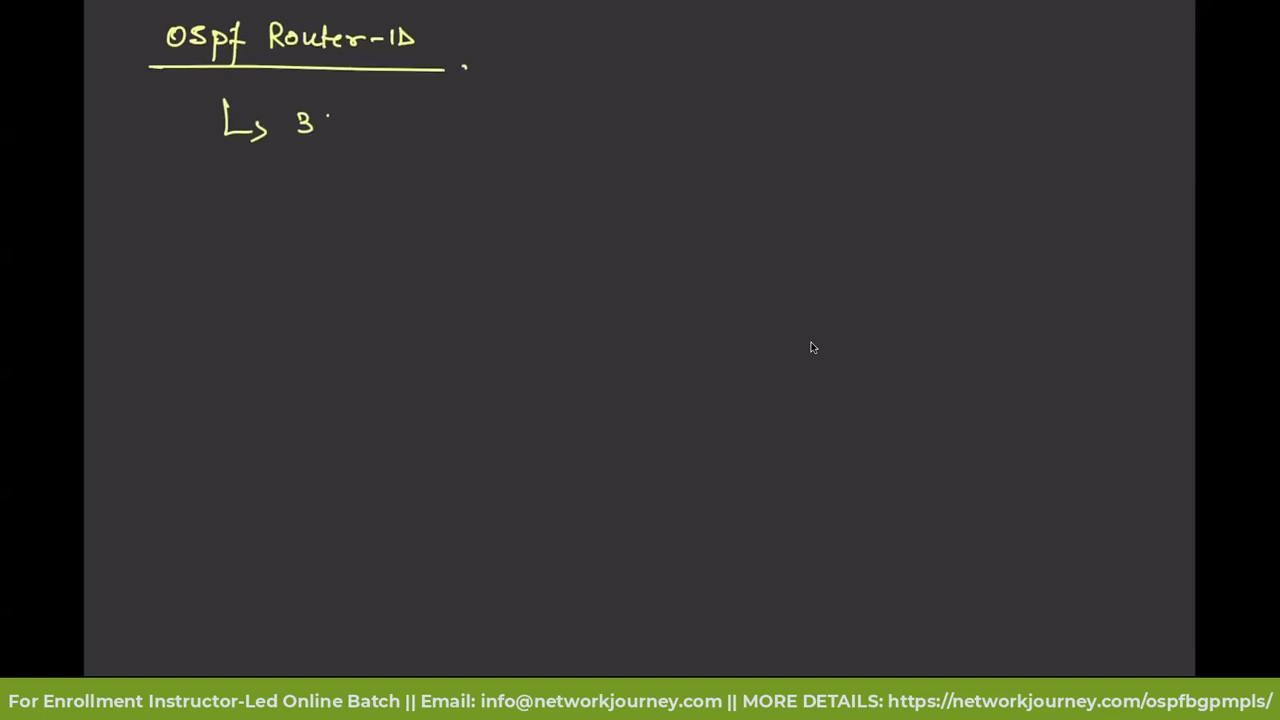 OSpf Router-ID
3
For Enrollment Instructor-Led Online Batch || Email: info@networkjourney.com || MORE DETAILS: https://networkjourney.com/ospfbgpmpls/